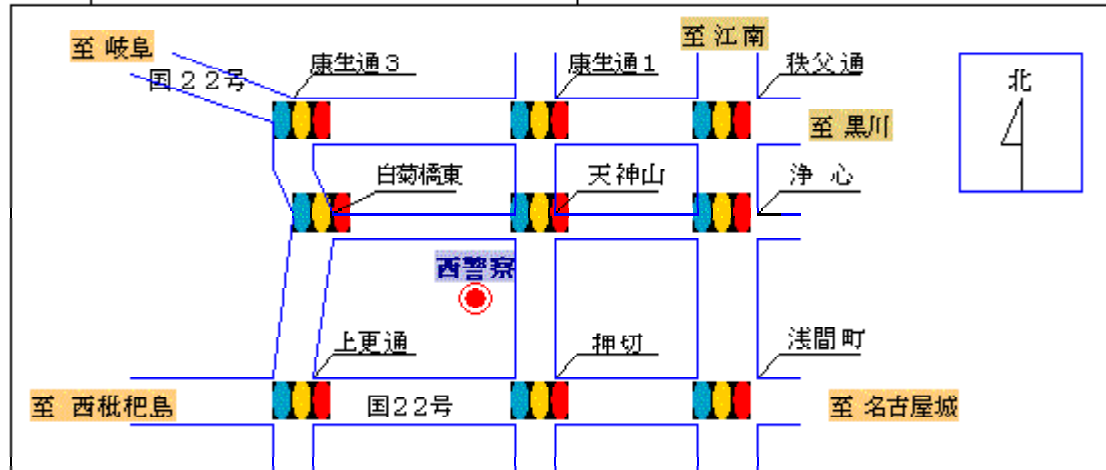 至 江南
至 岐阜
康生通3
康生通1
秩父通
国22号
北
至 黒川
白菊橋東
天神山
浄 心
西警察
上更通
押切
浅間町
至 西枇杷島
国22号
至 名古屋城